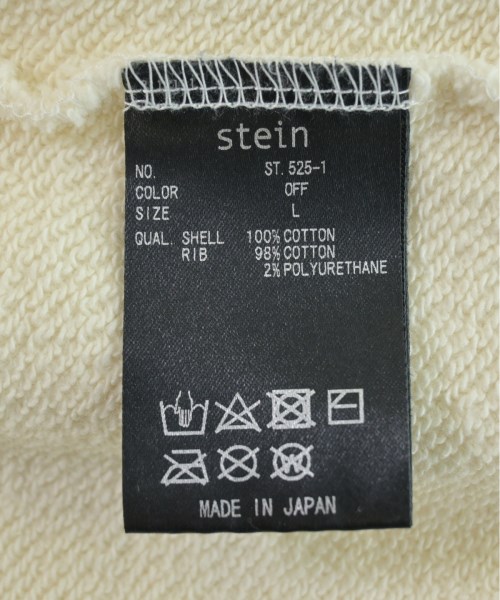 stein
NO. ST.525-1
COLOR OFF
SIZE L
QUAL. SHELL 100% COTTON
RIB 98% COTTON
2% POLYURETHANE
W
MADE IN JAPAN